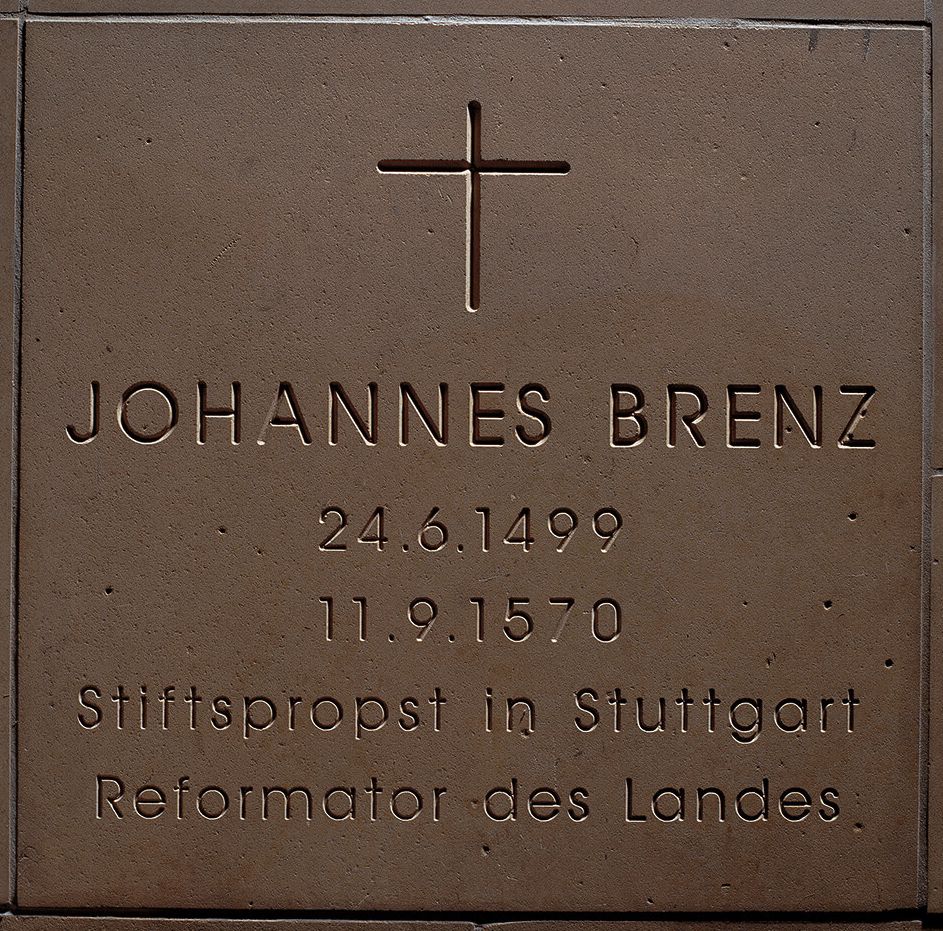 JOHANNES BRENZ
24.6.1499
11.9.1570
Stiftspropst in Stuttgart
Reformator des Landes